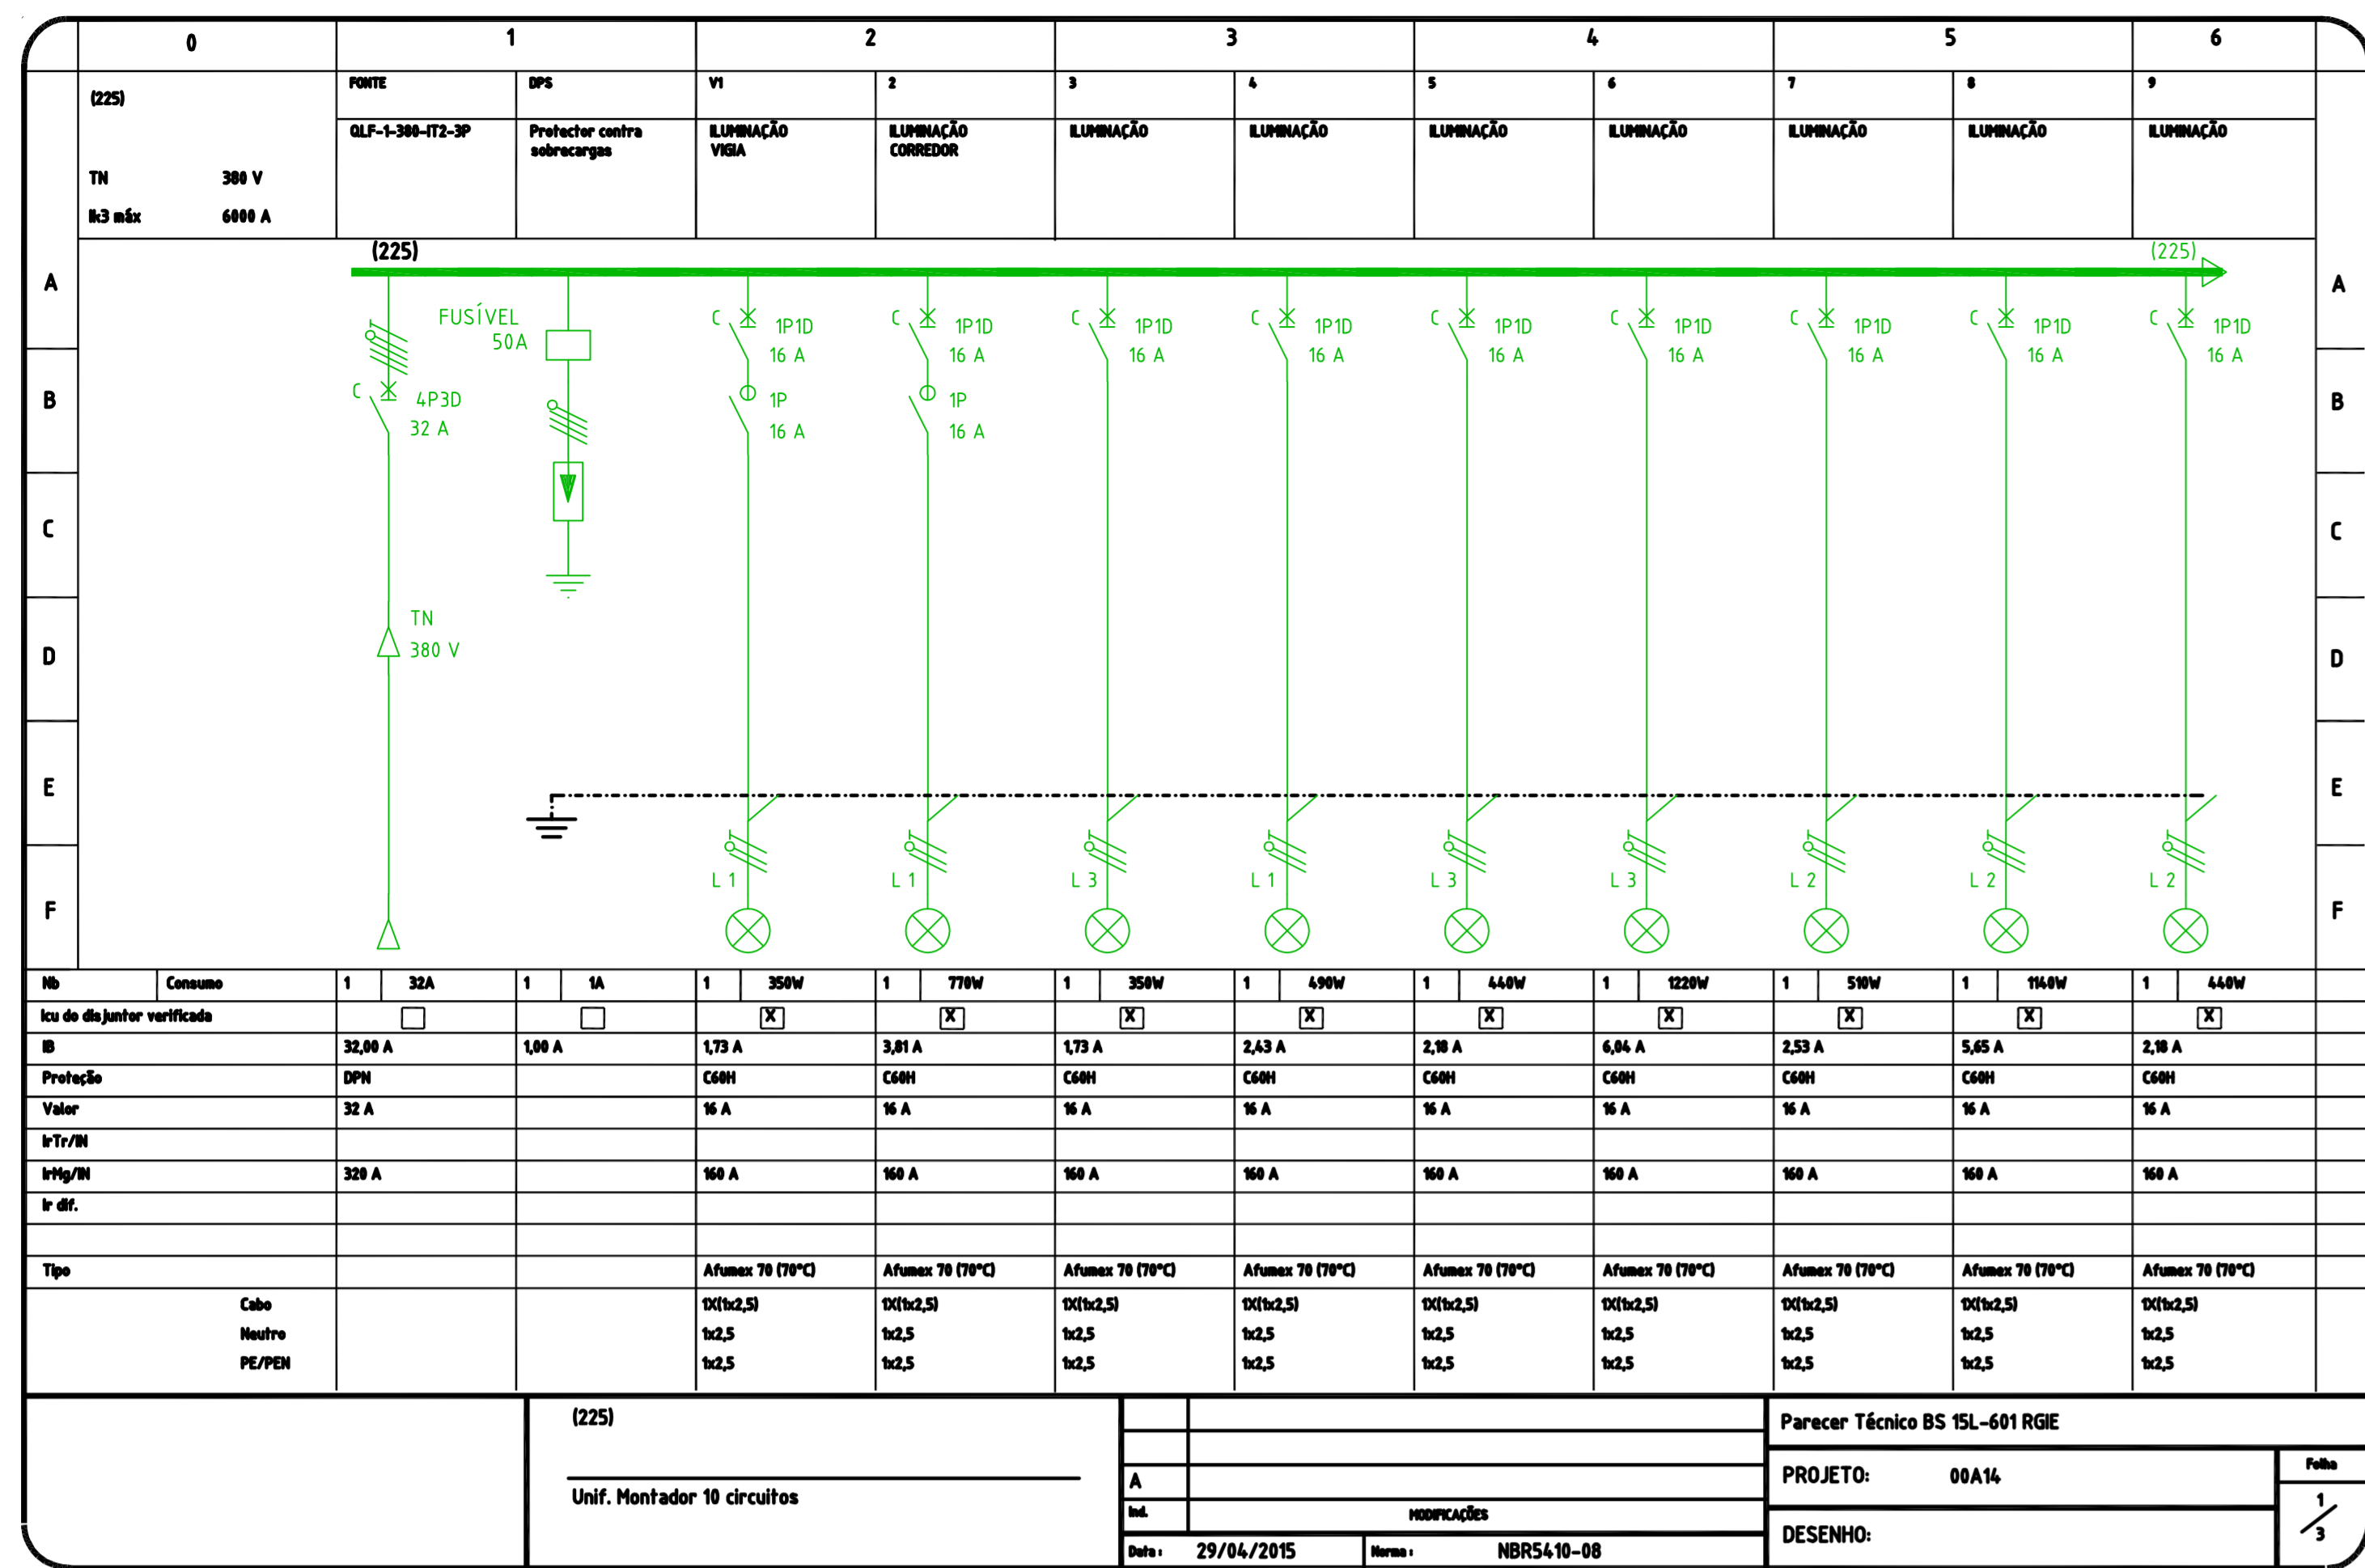 0 1 2 3 4 5 6
FONTE DPS V1 2 3 4 5 6 7 8 9
(225)
QLF-1-380-IT2-3P Protector contra ILUMINAÇÃO ILUMINAÇÃO ILUMINAÇÃO ILUMINAÇÃO ILUMINAÇÃO ILUMINAÇÃO ILUMINAÇÃO ILUMINAÇÃO ILUMINAÇÃO
sobrecargas VIGIA CORREDOR
TN 380 V
Ik3 máx 6000 A
(225) (225)
A A
FUSÍVEL C 1P1D C 1P1D C 1P1D C 1P1D C 1P1D C 1P1D C 1P1D C 1P1D C 1P1D
50A 16 A 16 A 16 A 16 A 16 A 16 A 16 A 16 A 16 A
B C 4P3D 1P 1P B
32 A 16 A 16 A
C C
TN
D 380 V D
E E
L 1 L 1 L 3 L 1 L 3 L 3 L 2 L 2 L 2
F F
Nb Consumo 1 32A 1 1A 1 350W 1 770W 1 350W 1 490W 1 440W 1 1220W 1 510W 1 1140W 1 440W
Icu do disjuntor verificada X X X X X X X X X
IB 32,00 A 1,00 A 1,73 A 3,81 A 1,73 A 2,43 A 2,18 A 6,04 A 2,53 A 5,65 A 2,18 A
Proteção DPN C60H C60H C60H C60H C60H C60H C60H C60H C60H
Valor 32 A 16 A 16 A 16 A 16 A 16 A 16 A 16 A 16 A 16 A
IrTr/IN
IrMg/IN 320 A 160 A 160 A 160 A 160 A 160 A 160 A 160 A 160 A 160 A
Ir dif.
Tipo Afumex 70 (70°C) Afumex 70 (70°C) Afumex 70 (70°C) Afumex 70 (70°C) Afumex 70 (70°C) Afumex 70 (70°C) Afumex 70 (70°C) Afumex 70 (70°C) Afumex 70 (70°C)
Cabo 1X(1x2,5) 1X(1x2,5) 1X(1x2,5) 1X(1x2,5) 1X(1x2,5) 1X(1x2,5) 1X(1x2,5) 1X(1x2,5) 1X(1x2,5)
Neutro 1x2,5 1x2,5 1x2,5 1x2,5 1x2,5 1x2,5 1x2,5 1x2,5 1x2,5
PE/PEN 1x2,5 1x2,5 1x2,5 1x2,5 1x2,5 1x2,5 1x2,5 1x2,5 1x2,5
(225)
Unif. Montador 10 circuitos
A
Ind. MODIFICAÇÕES
Data : 29/04/2015 Norma : NBR5410-08
Parecer Técnico BS 15L-601 RGIE
PROJETO: 00A14
DESENHO:
Folha
1/3